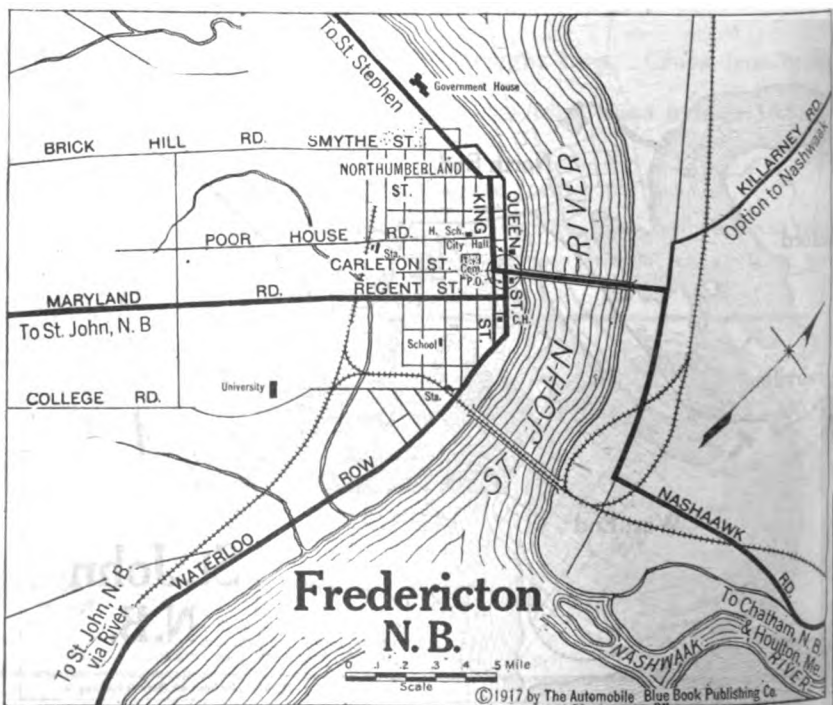 To St. Stephen
Government House
BRICK HILL RD. SMYTHE ST.
NORTHUMBERLAND
ST.
KING
ST.
QUEEN
ST.
RIVER
KILLARNEY RD.
Option to Nashwaak
POOR HOUSE RD.
H. Sch.
City Hall
Sta.
CARLETON ST.
Cem.
P.O.
MARYLAND RD. REGENT ST.
To St. John, N. B
C.H.
School
ST. JOHN
University
COLLEGE RD.
Sta.
WATERLOO ROW
NASHAAWK RD.
To St. John, N. B.
via River
Fredericton
N. B.
NASHWAAK
RIVER
To Chatham, N. B.
& Houlton, Me.
0 .1 .2 .3 .4 .5 Mile
Scale
©1917 by The Automobile Blue Book Publishing Co.